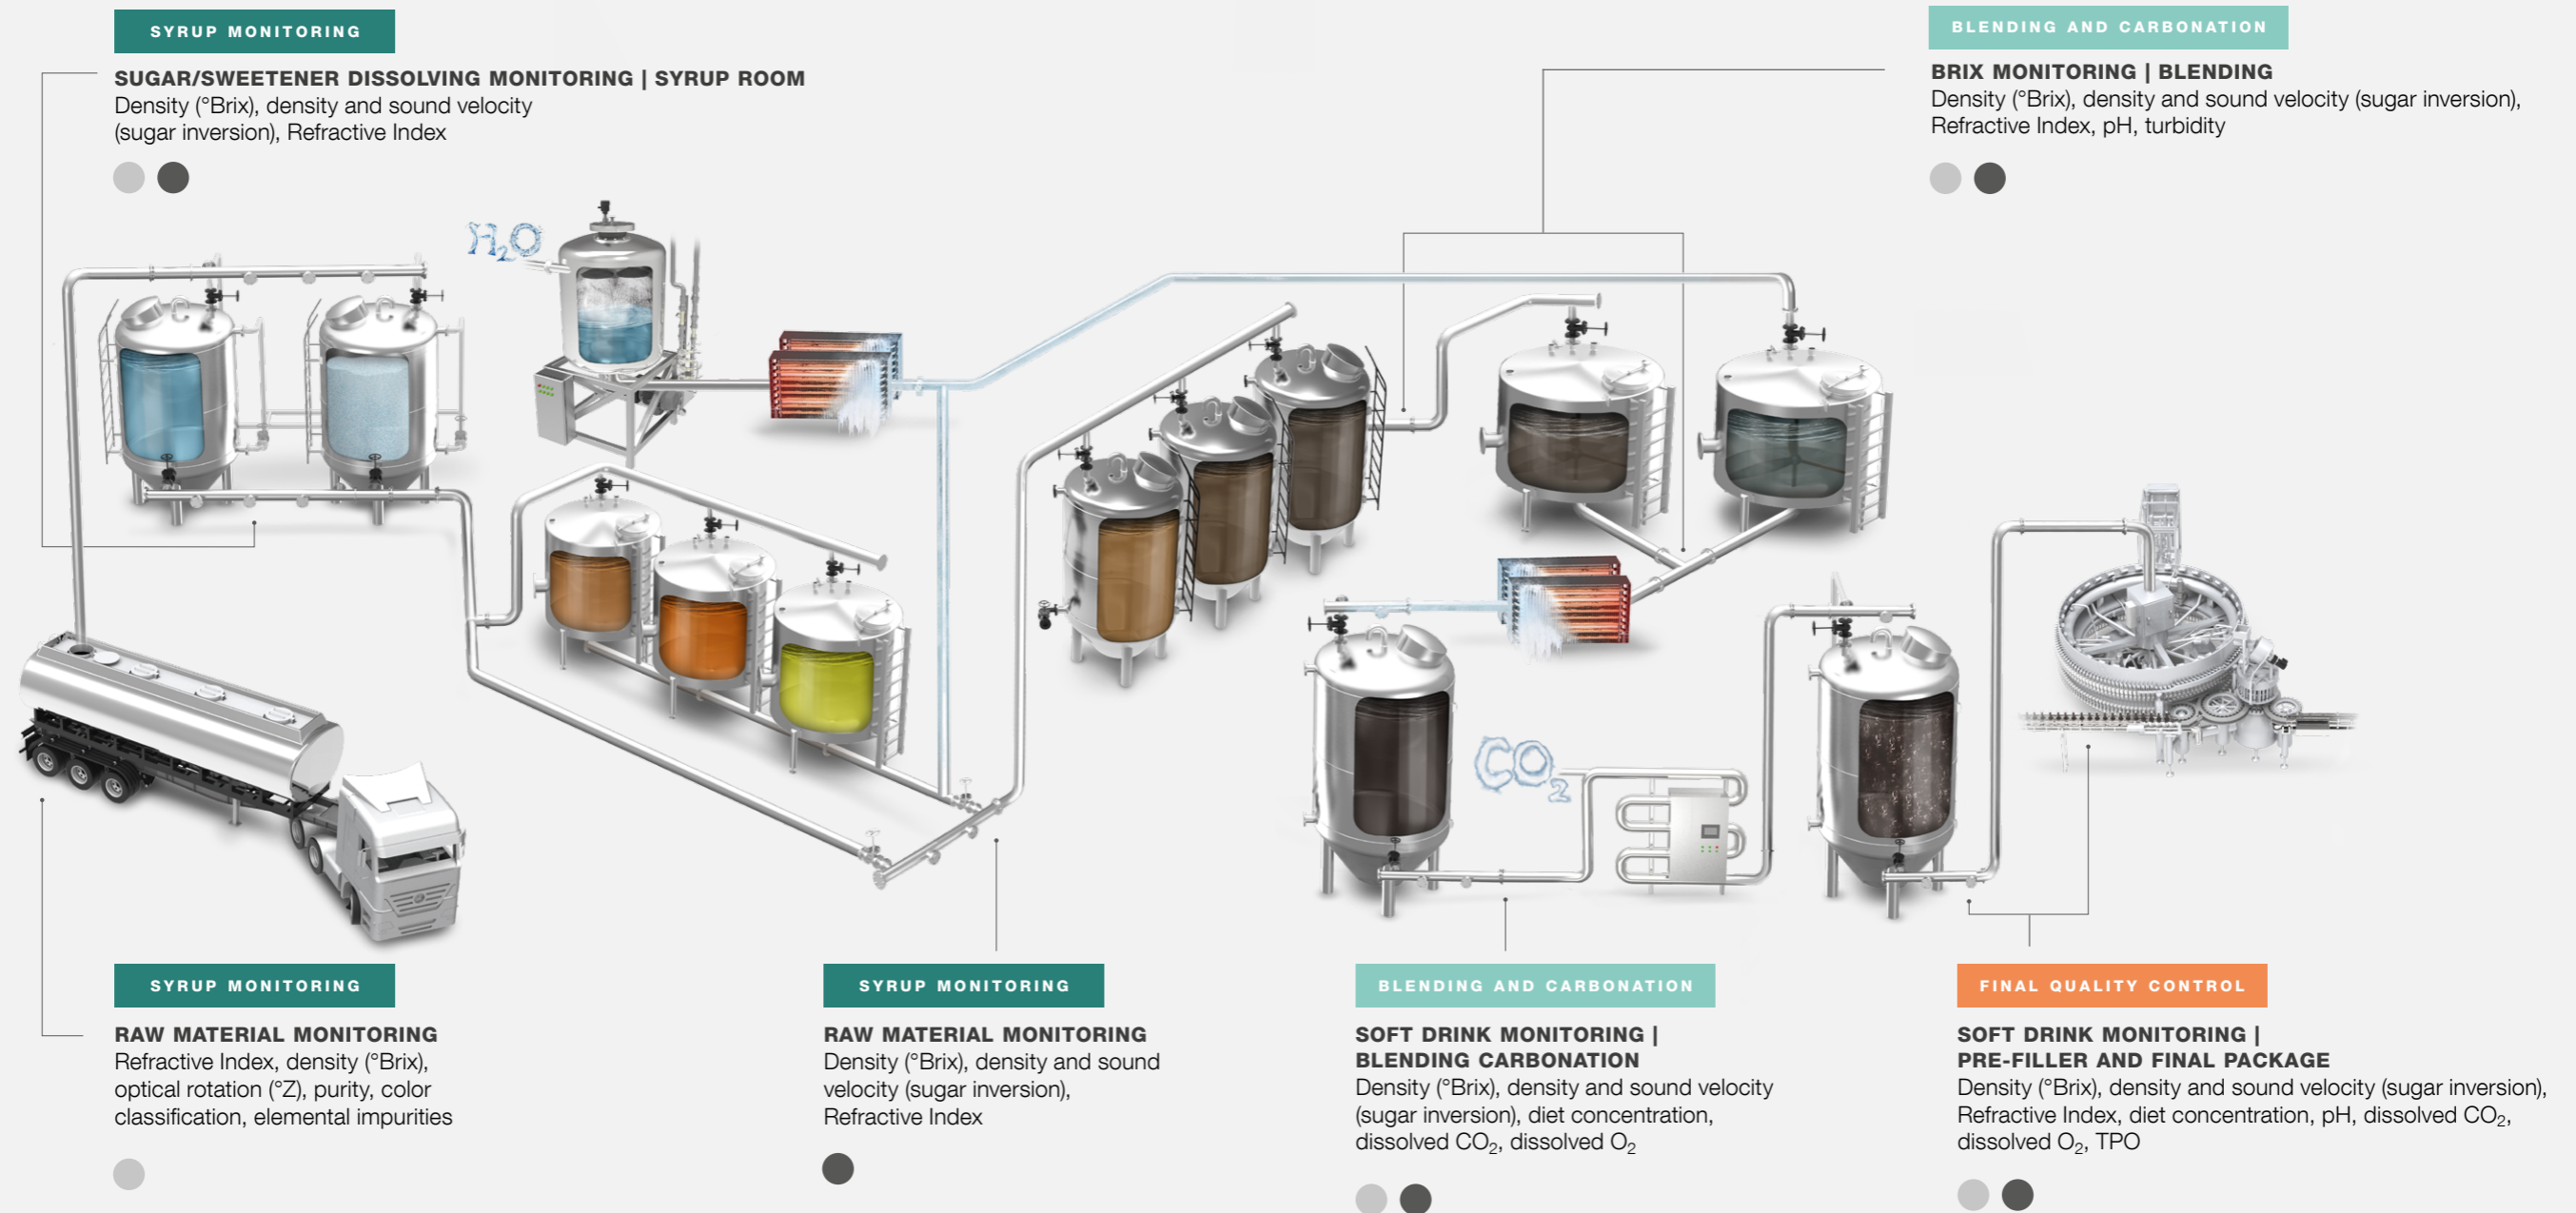 SYRUP MONITORING
SUGAR/SWEETENER DISSOLVING MONITORING | SYRUP ROOM
Density (°Brix), density and sound velocity
(sugar inversion), Refractive Index
BLENDING AND CARBONATION
BRIX MONITORING | BLENDING
Density (°Brix), density and sound velocity (sugar inversion),
Refractive Index, pH, turbidity
H₂O
CO₂
SYRUP MONITORING
RAW MATERIAL MONITORING
Refractive Index, density (°Brix),
optical rotation (°Z), purity, color
classification, elemental impurities
SYRUP MONITORING
RAW MATERIAL MONITORING
Density (°Brix), density and sound
velocity (sugar inversion),
Refractive Index
BLENDING AND CARBONATION
SOFT DRINK MONITORING |
BLENDING CARBONATION
Density (°Brix), density and sound velocity
(sugar inversion), diet concentration,
dissolved CO₂, dissolved O₂
FINAL QUALITY CONTROL
SOFT DRINK MONITORING |
PRE-FILLER AND FINAL PACKAGE
Density (°Brix), density and sound velocity (sugar inversion),
Refractive Index, diet concentration, pH, dissolved CO₂,
dissolved O₂, TPO